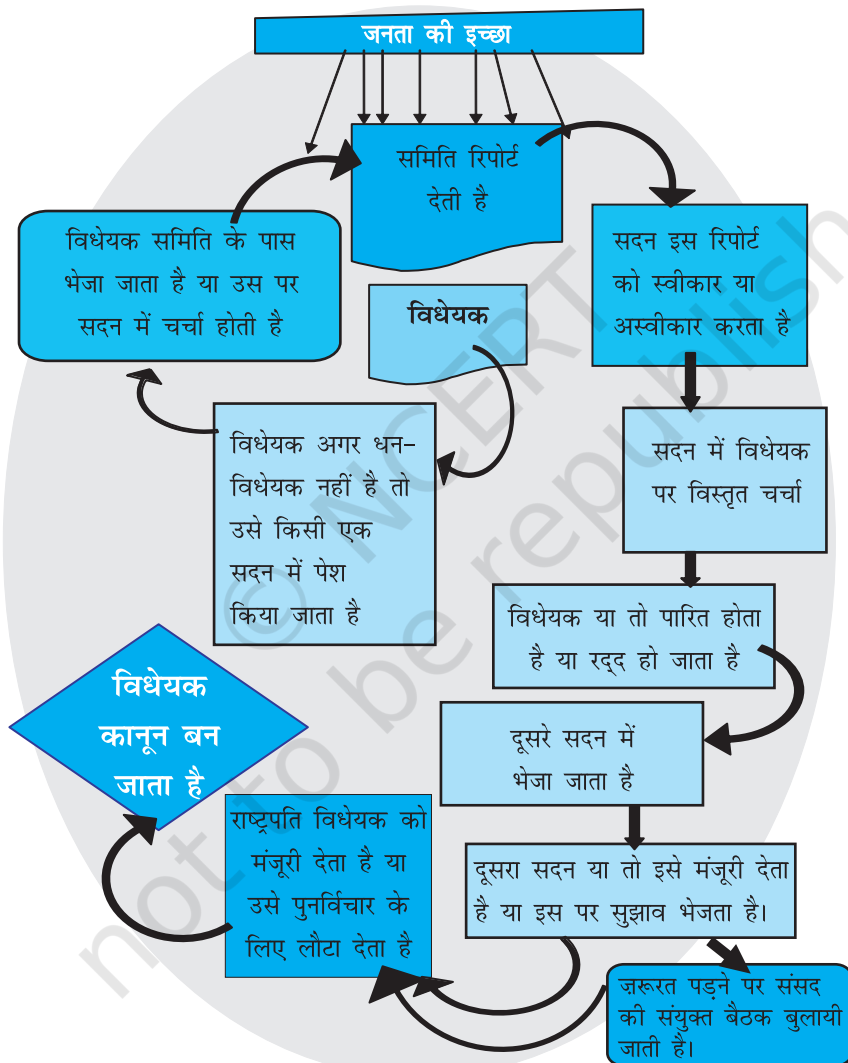 जनता की इच्छा
समिति रिपोर्ट
देती है
विधेयक समिति के पास
भेजा जाता है या उस पर
सदन में चर्चा होती है
सदन इस रिपोर्ट
को स्वीकार या
अस्वीकार करता है
विधेयक
विधेयक अगर धन-
विधेयक नहीं है तो
उसे किसी एक
सदन में पेश
किया जाता है
सदन में विधेयक
पर विस्तृत चर्चा
विधेयक या तो पारित होता
है या रद्द हो जाता है
दूसरे सदन में
भेजा जाता है
दूसरा सदन या तो इसे मंजूरी देता
है या इस पर सुझाव भेजता है।
ज़रूरत पड़ने पर संसद
की संयुक्त बैठक बुलायी
जाती है।
राष्ट्रपति विधेयक को
मंजूरी देता है या
उसे पुनर्विचार के
लिए लौटा देता है
विधेयक
कानून बन
जाता है
© NCERT
not to be republish